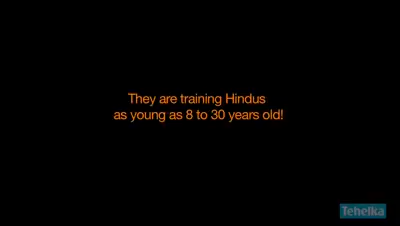 They are training Hindus
as young as 8 to 30 years old!
Tehelka